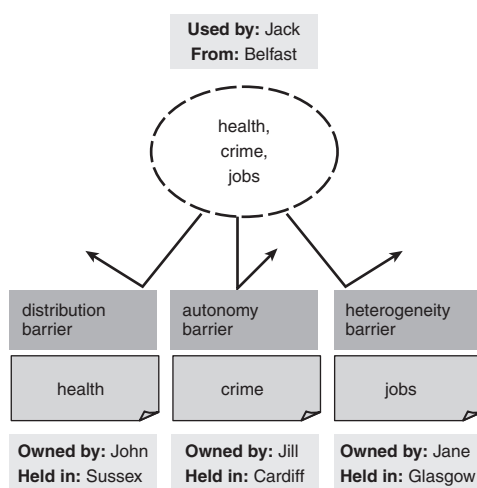 Used by: Jack
From: Belfast
health,
crime,
jobs
distribution
barrier
autonomy
barrier
heterogeneity
barrier
health
crime
jobs
Owned by: John
Held in: Sussex
Owned by: Jill
Held in: Cardiff
Owned by: Jane
Held in: Glasgow